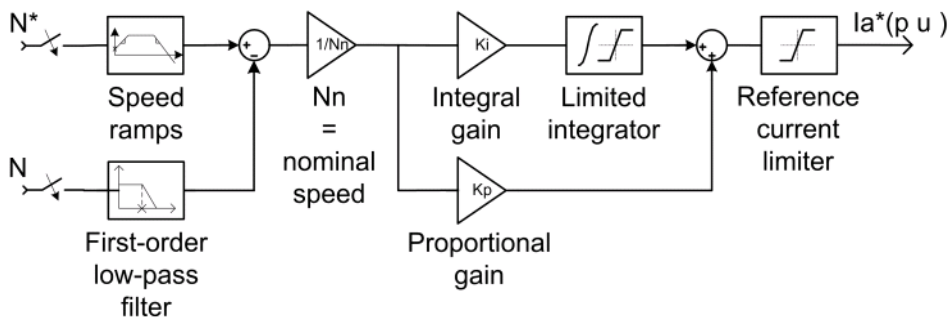 N*
Ia*(p u )
+
−
1/Nn
Ki
+
+
Speed
ramps
Nn
=
nominal
speed
Integral
gain
Limited
integrator
Reference
current
limiter
N
Kp
First-order
low-pass
filter
Proportional
gain